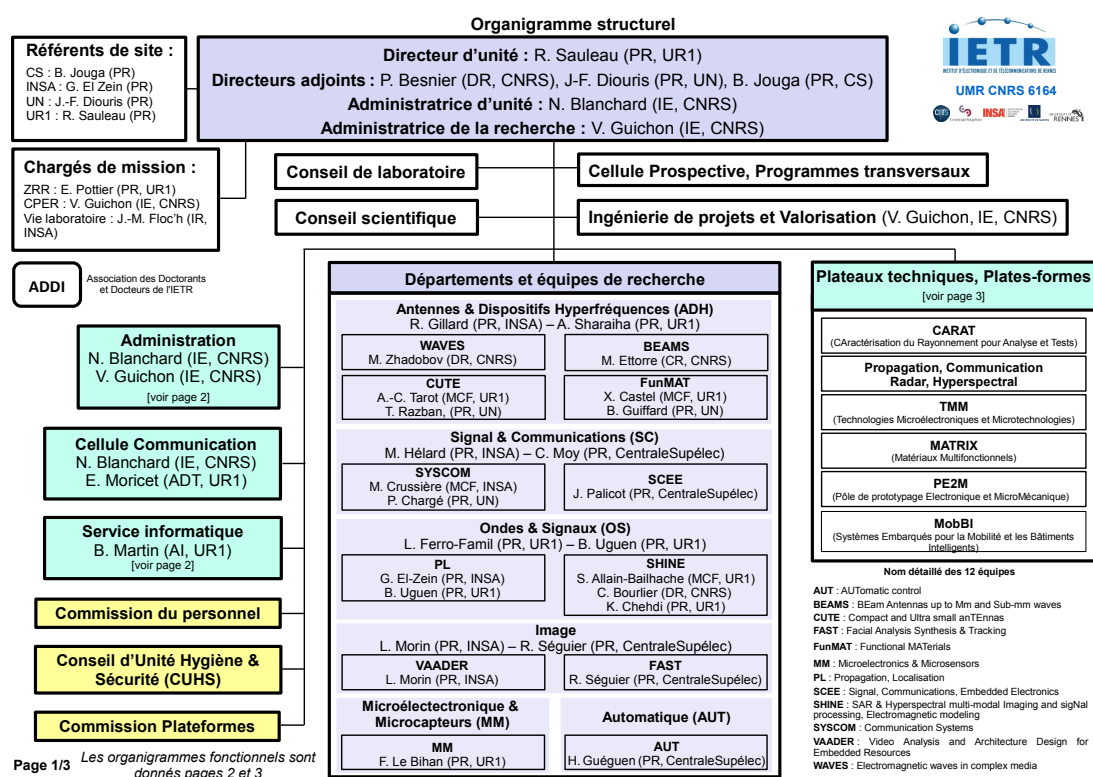 Organigramme structurel
Référents de site :
CS : B. Jouga (PR)
INSA : G. El Zein (PR)
UN : J.-F. Diouris (PR)
UR1 : R. Sauleau (PR)
Directeur d'unité : R. Sauleau (PR, UR1)
Directeurs adjoints : P. Besnier (DR, CNRS), J-F. Diouris (PR, UN), B. Jouga (PR, CS)
Administratrice d'unité : N. Blanchard (IE, CNRS)
Administratrice de la recherche : V. Guichon (IE, CNRS)
IETR
INSTITUT D'ÉLECTRONIQUE ET DE TÉLÉCOMMUNICATIONS DE RENNES
UMR CNRS 6164
cnrs
CentraleSupélec
INSA
RENNES
Chargés de mission :
ZRR : E. Pottier (PR, UR1)
CPER : V. Guichon (IE, CNRS)
Vie laboratoire : J.-M. Floc'h (IR,
INSA)
Conseil de laboratoire
Cellule Prospective, Programmes transversaux
Conseil scientifique
Ingénierie de projets et Valorisation (V. Guichon, IE, CNRS)
ADDI
Association des Doctorants
et Docteurs de l'IETR
Administration
N. Blanchard (IE, CNRS)
V. Guichon (IE, CNRS)
[voir page 2]
Cellule Communication
N. Blanchard (IE, CNRS)
E. Moricet (ADT, UR1)
Service informatique
B. Martin (AI, UR1)
[voir page 2]
Commission du personnel
Conseil d'Unité Hygiène &
Sécurité (CUHS)
Commission Plateformes
Page 1/3
Les organigrammes fonctionnels sont
donnés pages 2 et 3
Départements et équipes de recherche
Antennes & Dispositifs Hyperfréquences (ADH)
R. Gillard (PR, INSA) – A. Sharaiha (PR, UR1)
WAVES
M. Zhadobov (DR, CNRS)
BEAMS
M. Ettorre (CR, CNRS)
CUTE
A.-C. Tarot (MCF, UR1)
T. Razban, (PR, UN)
FunMAT
X. Castel (MCF, UR1)
B. Guiffard (PR, UN)
Signal & Communications (SC)
M. Hélard (PR, INSA) – C. Moy (PR, CentraleSupélec)
SYSCOM
M. Crussière (MCF, INSA)
P. Chargé (PR, UN)
SCEE
J. Palicot (PR, CentraleSupélec)
Ondes & Signaux (OS)
L. Ferro-Famil (PR, UR1) – B. Uguen (PR, UR1)
PL
G. El-Zein (PR, INSA)
B. Uguen (PR, UR1)
SHINE
S. Allain-Bailhache (MCF, UR1)
C. Bourlier (DR, CNRS)
K. Chehdi (PR, UR1)
Image
L. Morin (PR, INSA) – R. Séguier (PR, CentraleSupélec)
VAADER
L. Morin (PR, INSA)
FAST
R. Séguier (PR, CentraleSupélec)
Microélectectronique &
Microcapteurs (MM)
MM
F. Le Bihan (PR, UR1)
Automatique (AUT)
AUT
H. Guéguen (PR, CentraleSupélec)
Plateaux techniques, Plates-formes
[voir page 3]
CARAT
(CAractérisation du Rayonnement pour Analyse et Tests)
Propagation, Communication
Radar, Hyperspectral
TMM
(Technologies Microélectroniques et Microtechnologies)
MATRIX
(Matériaux Multifonctionnels)
PE2M
(Pôle de prototypage Electronique et MicroMécanique)
MobBI
(Systèmes Embarqués pour la Mobilité et les Bâtiments
Intelligents)
Nom détaillé des 12 équipes
AUT : AUTomatic control
BEAMS : BEam Antennas up to Mm and Sub-mm waves
CUTE : Compact and Ultra small anTEnnas
FAST : Facial Analysis Synthesis & Tracking
FunMAT : Functional MATerials
MM : Microelectronics & Microsensors
PL : Propagation, Localisation
SCEE : Signal, Communications, Embedded Electronics
SHINE : SAR & Hyperspectral multi-modal Imaging and sigNal
processing, Electromagnetic modeling
SYSCOM : Communication Systems
VAADER : Video Analysis and Architecture Design for
Embedded Resources
WAVES : Electromagnetic waves in complex media